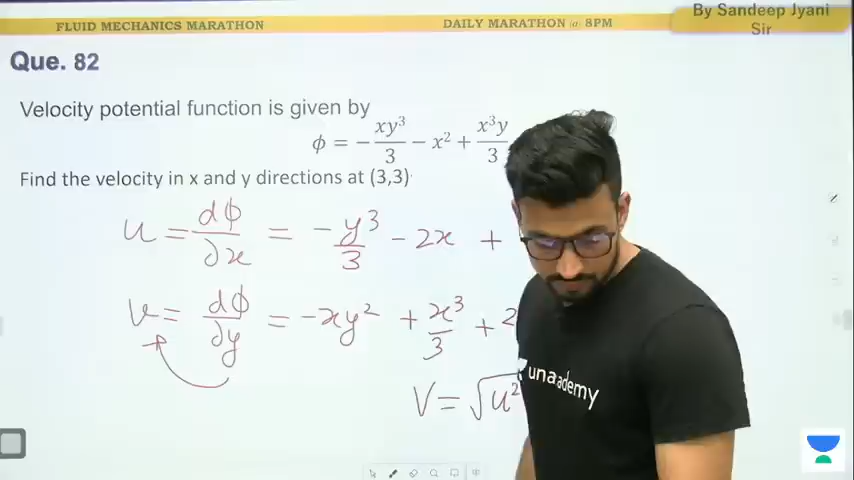 By Sandeep Jyani
Sir
FLUID MECHANICS MARATHON
DAILY MARATHON @ 8PM
Que. 82
Velocity potential function is given by
ϕ = - xy³/3 - x² + x³y/3
Find the velocity in x and y directions at (3,3)
u = dϕ/∂x = -y³/3 - 2x +
v = dϕ/∂y = -xy² + x³/3 + 2
V = √u²
unacademy